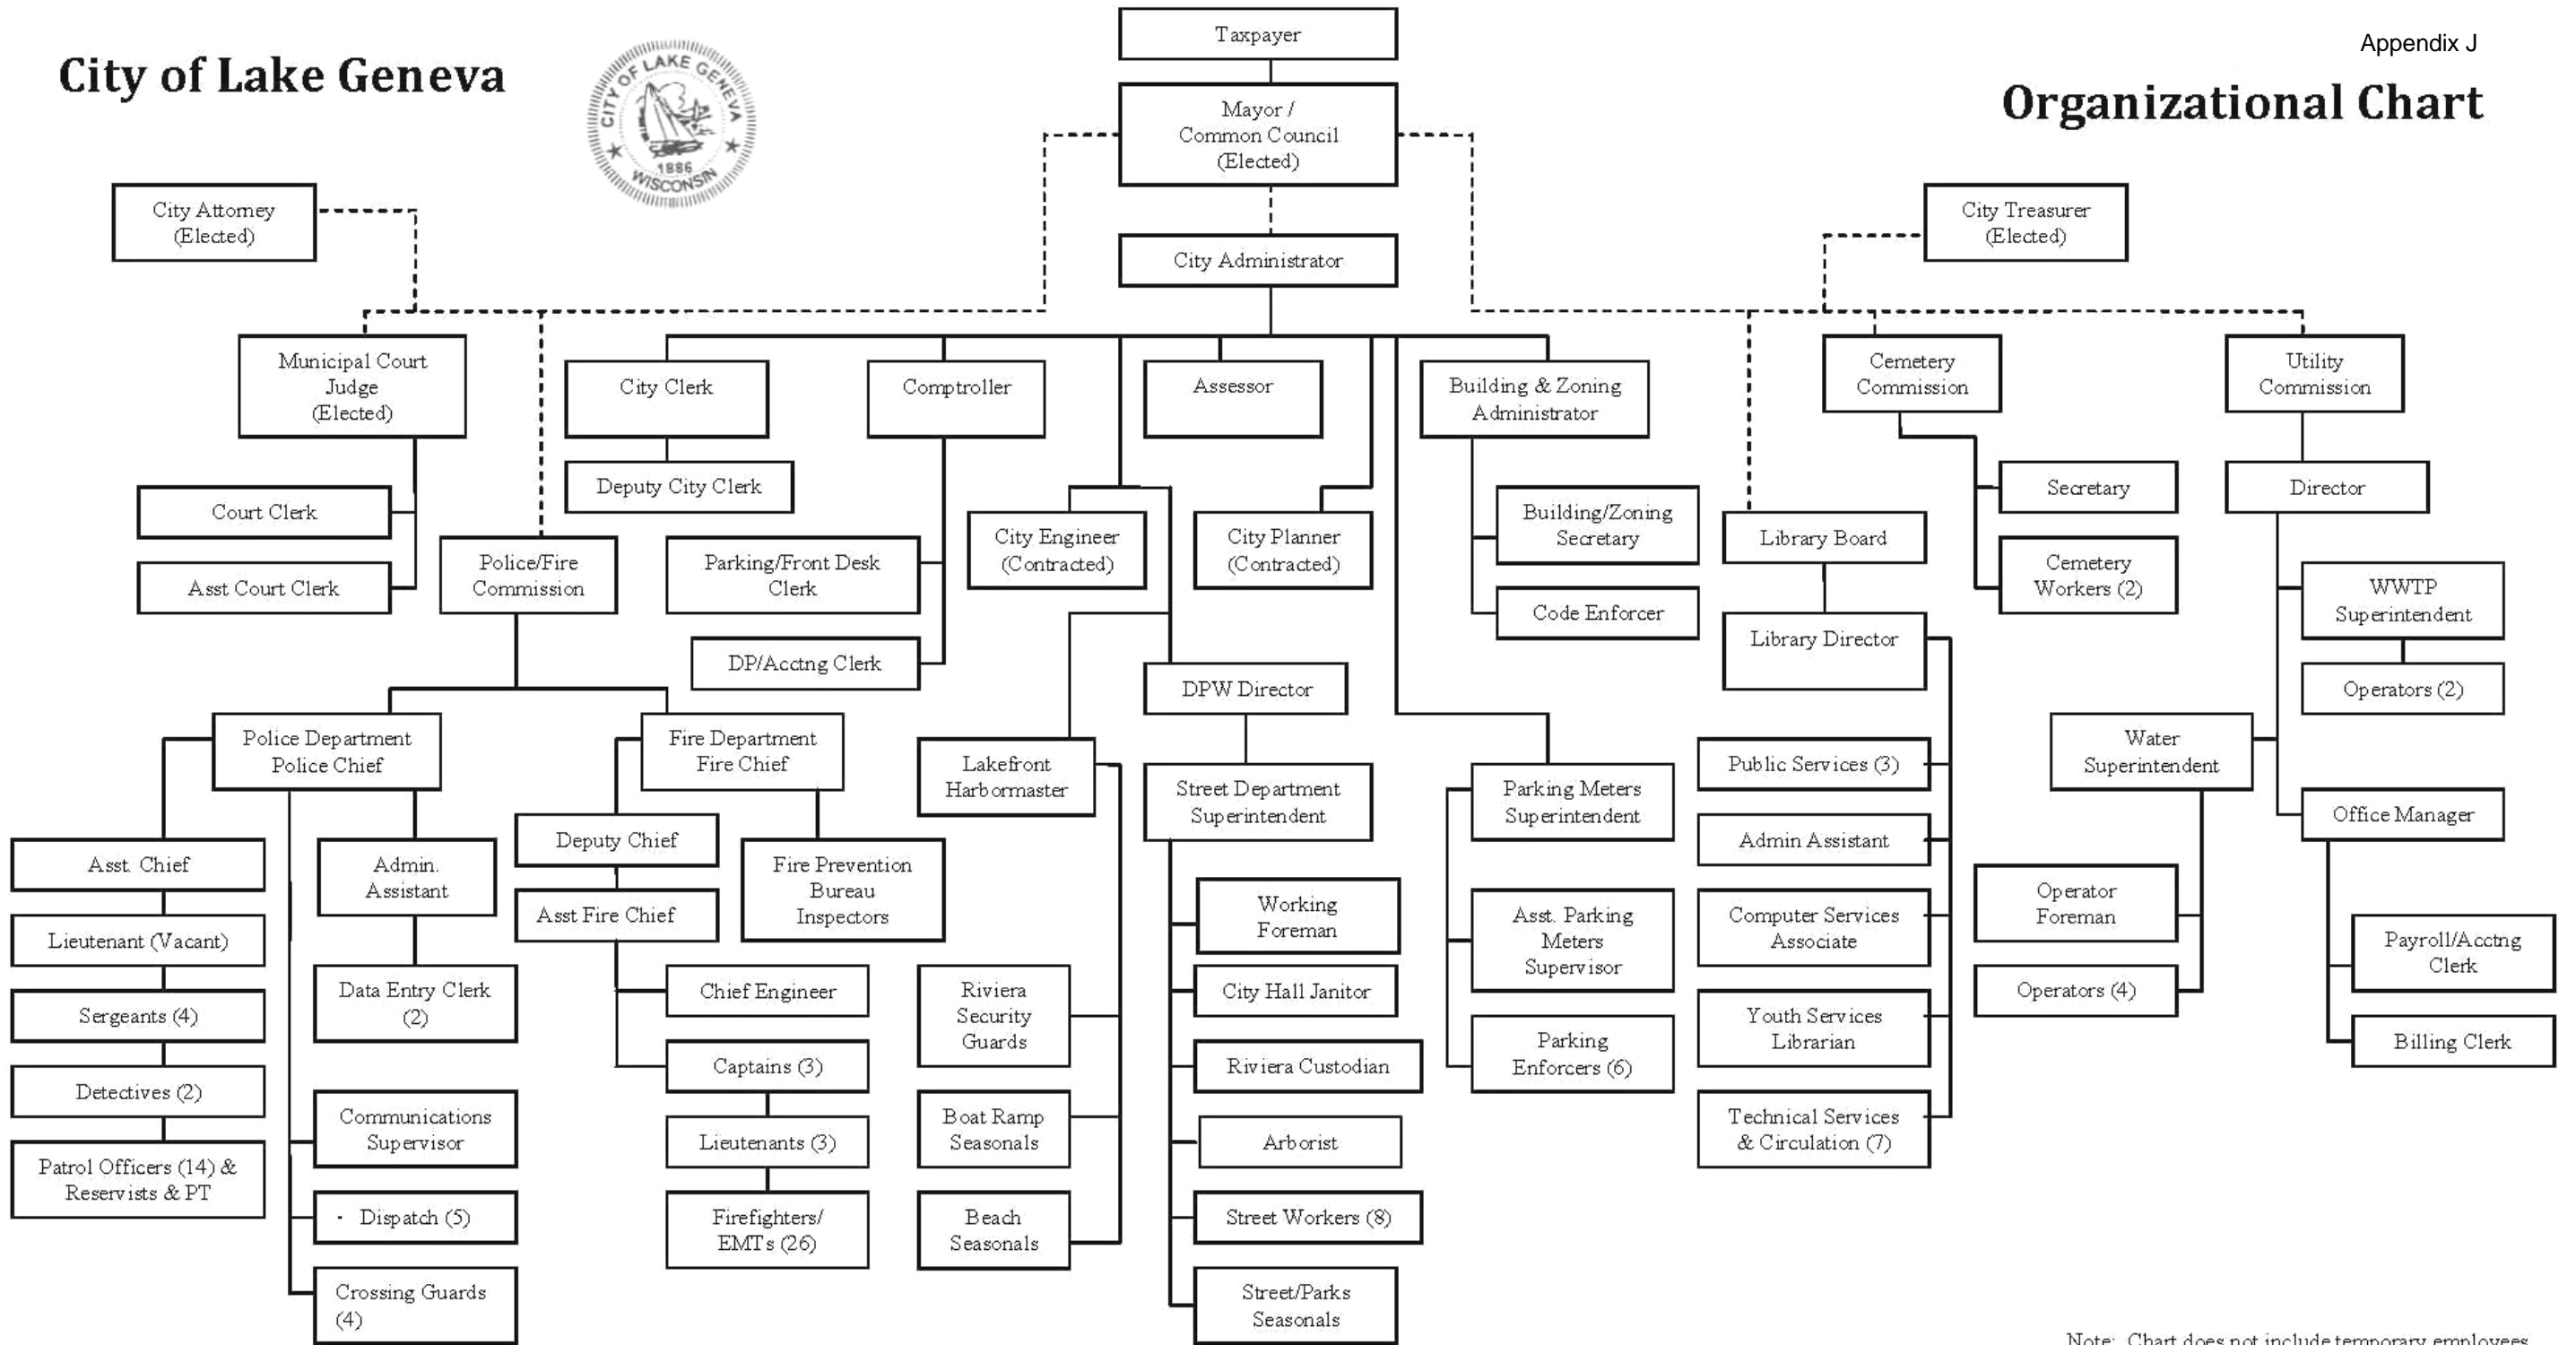 Appendix J
City of Lake Geneva
Organizational Chart
CITY OF LAKE GENEVA
1886
WISCONSIN
Taxpayer
Mayor /
Common Council
(Elected)
City Attorney
(Elected)
City Treasurer
(Elected)
City Administrator
Municipal Court
Judge
(Elected)
City Clerk
Comptroller
Assessor
Building & Zoning
Administrator
Cemetery
Commission
Utility
Commission
Court Clerk
Asst Court Clerk
Police/Fire
Commission
Deputy City Clerk
Parking/Front Desk
Clerk
DP/Acctng Clerk
City Engineer
(Contracted)
City Planner
(Contracted)
Building/Zoning
Secretary
Code Enforcer
Library Board
Library Director
Secretary
Cemetery
Workers (2)
Director
WWTP
Superintendent
Operators (2)
DPW Director
Police Department
Police Chief
Fire Department
Fire Chief
Lakefront
Harbormaster
Street Department
Superintendent
Parking Meters
Superintendent
Public Services (3)
Water
Superintendent
Office Manager
Asst. Chief
Lieutenant (Vacant)
Sergeants (4)
Detectives (2)
Patrol Officers (14) &
Reservists & PT
Admin.
Assistant
Data Entry Clerk
(2)
Communications
Supervisor
- Dispatch (5)
Crossing Guards
(4)
Deputy Chief
Asst Fire Chief
Fire Prevention
Bureau
Inspectors
Chief Engineer
Captains (3)
Lieutenants (3)
Firefighters/
EMTs (26)
Riviera
Security
Guards
Boat Ramp
Seasonals
Beach
Seasonals
Working
Foreman
City Hall Janitor
Riviera Custodian
Arborist
Street Workers (8)
Street/Parks
Seasonals
Asst. Parking
Meters
Supervisor
Parking
Enforcers (6)
Admin Assistant
Computer Services
Associate
Youth Services
Librarian
Technical Services
& Circulation (7)
Operator
Foreman
Operators (4)
Payroll/Acctng
Clerk
Billing Clerk
Note: Chart does not include temporary employees